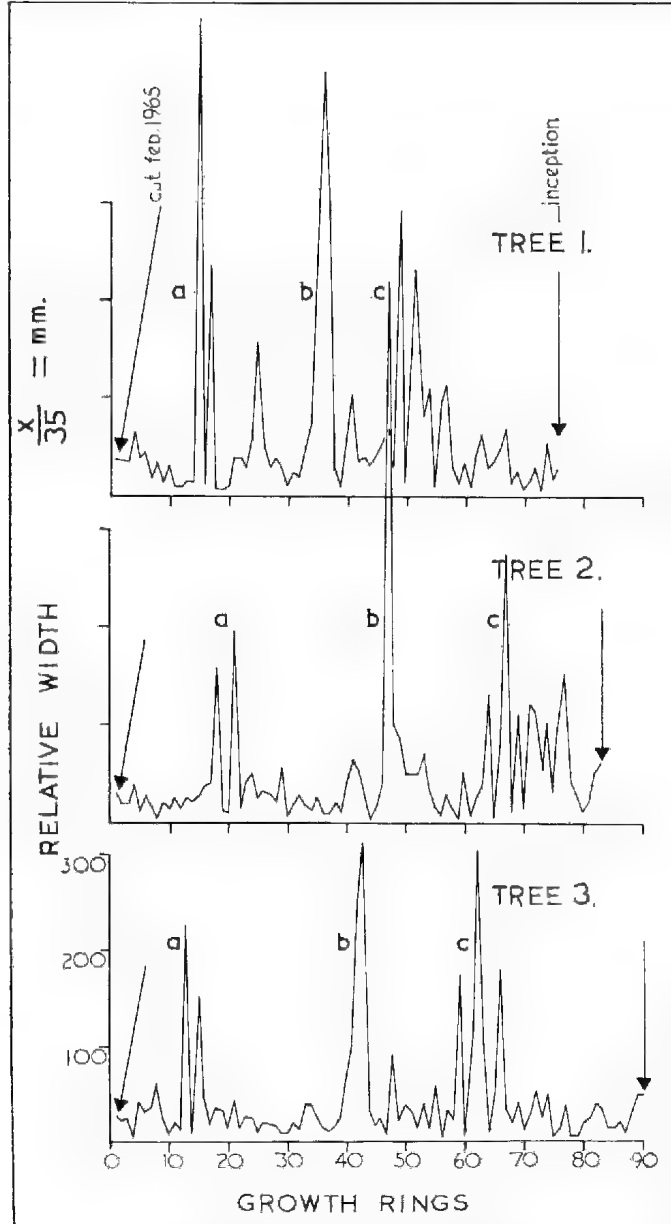 cut feb. 1965
inception
TREE 1.
a
b
c
x/35 = mm.
TREE 2.
a
b
c
RELATIVE WIDTH
300
200
100
TREE 3.
a
b
c
0 10 20 30 40 50 60 70 80 90
GROWTH RINGS